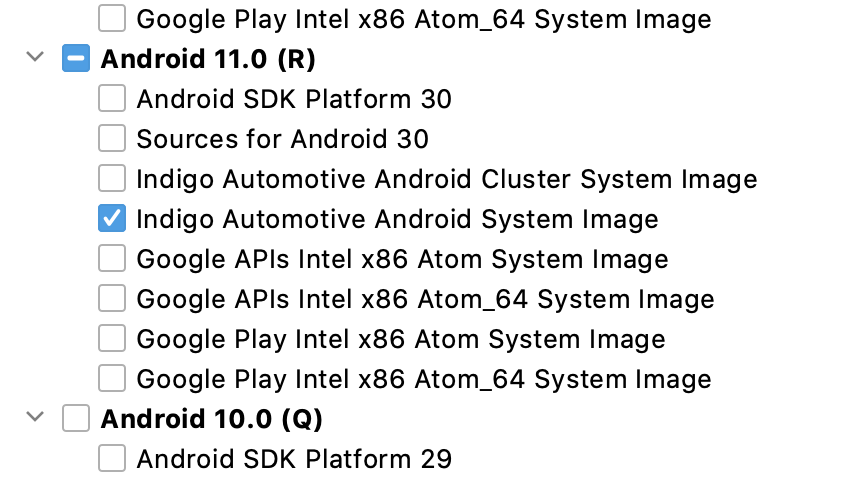 Google Play Intel x86 Atom_64 System Image
Android 11.0 (R)
Android SDK Platform 30
Sources for Android 30
Indigo Automotive Android Cluster System Image
Indigo Automotive Android System Image
Google APIs Intel x86 Atom System Image
Google APIs Intel x86 Atom_64 System Image
Google Play Intel x86 Atom System Image
Google Play Intel x86 Atom_64 System Image
Android 10.0 (Q)
Android SDK Platform 29